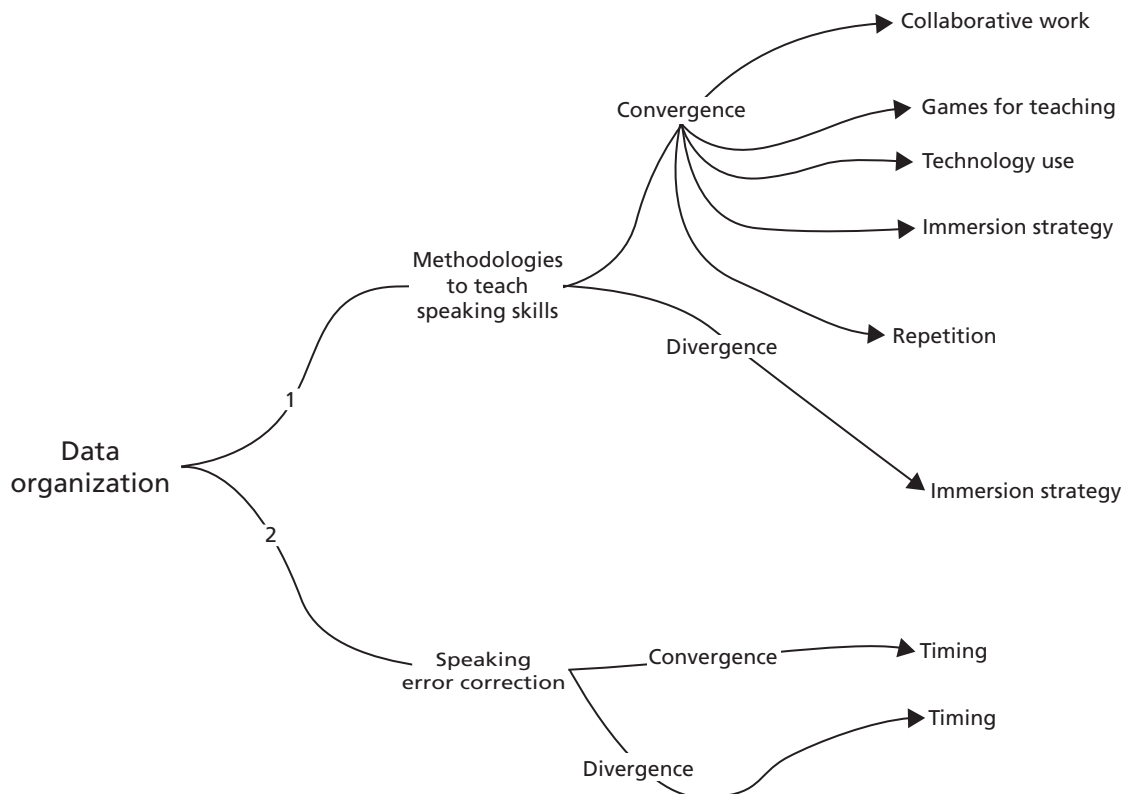 Collaborative work
Convergence
Games for teaching
Technology use
Immersion strategy
Methodologies
to teach
speaking skills
Repetition
Divergence
1
Data
organization
Immersion strategy
2
Speaking
error correction
Convergence
Timing
Timing
Divergence